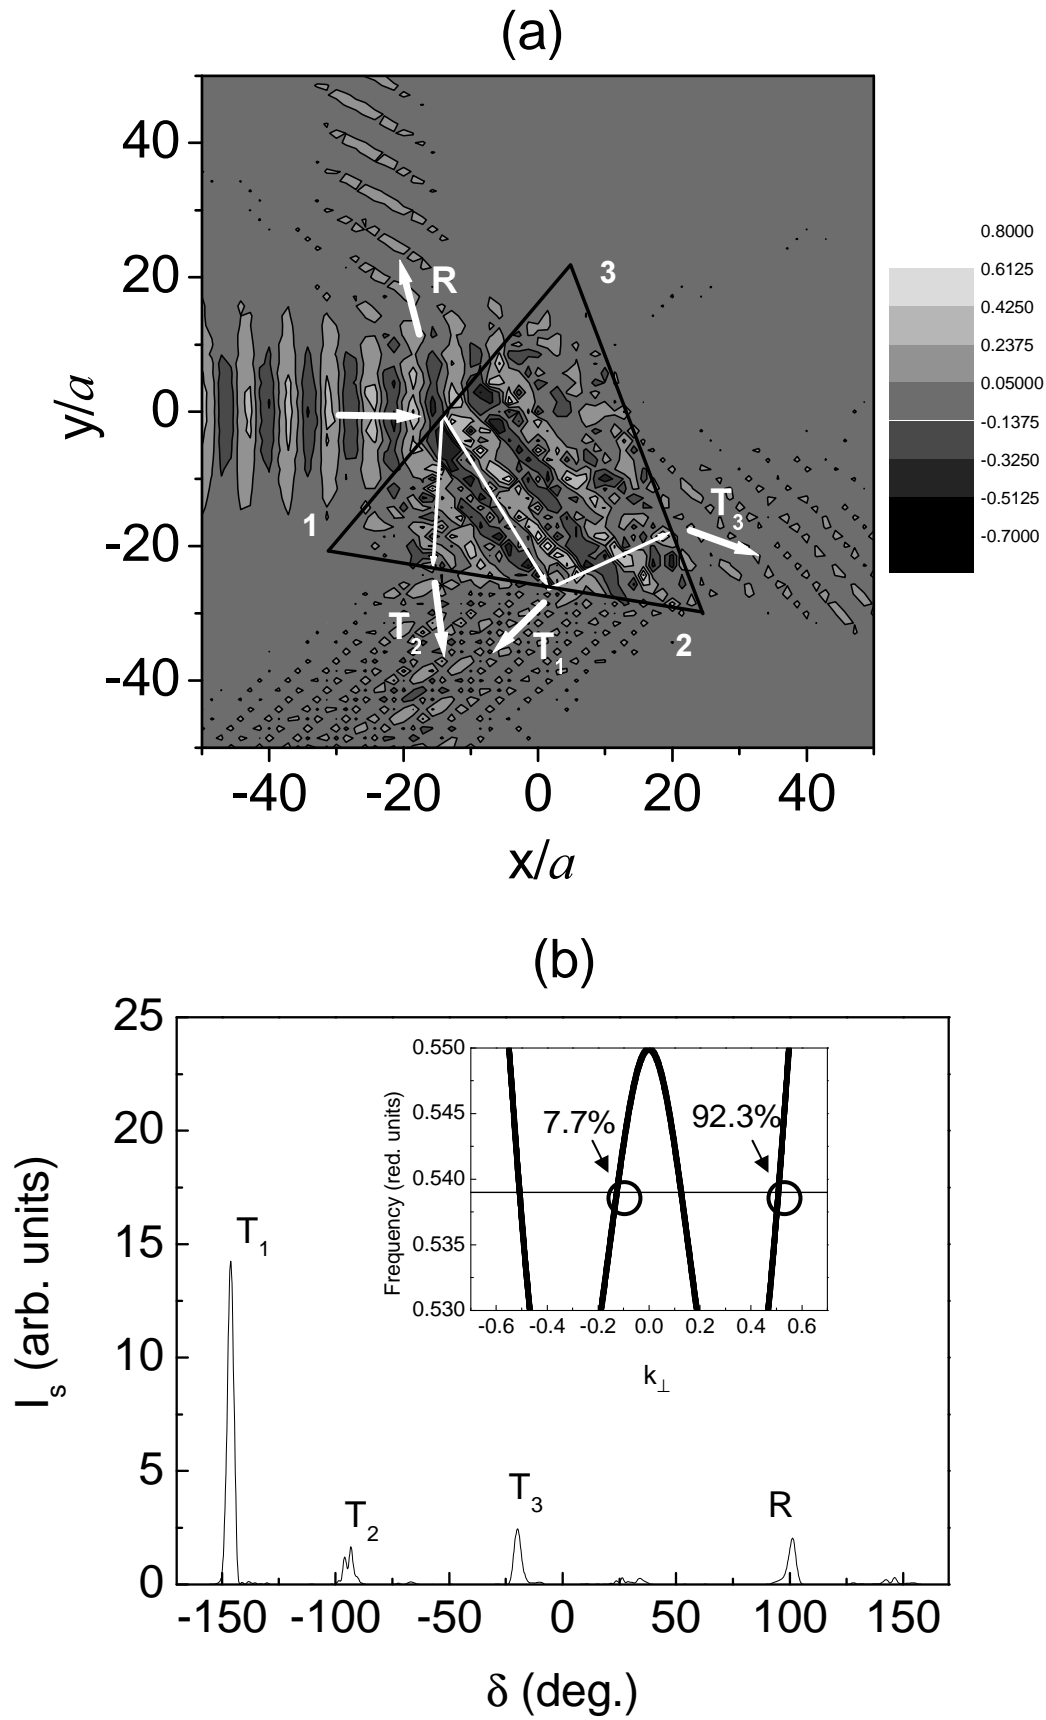 (a)
y/a
40
20
0
-20
-40
R
3
1
T₃
T₂
T₁
2
0.8000
0.6125
0.4250
0.2375
0.05000
-0.1375
-0.3250
-0.5125
-0.7000
-40 -20 0 20 40
x/a
(b)
I_s (arb. units)
25
20
15
10
5
0
T₁
T₂
T₃
R
Frequency (red. units)
0.550
0.545
0.540
0.535
0.530
7.7% 92.3%
-0.6 -0.4 -0.2 0.0 0.2 0.4 0.6
k⊥
-150 -100 -50 0 50 100 150
δ (deg.)